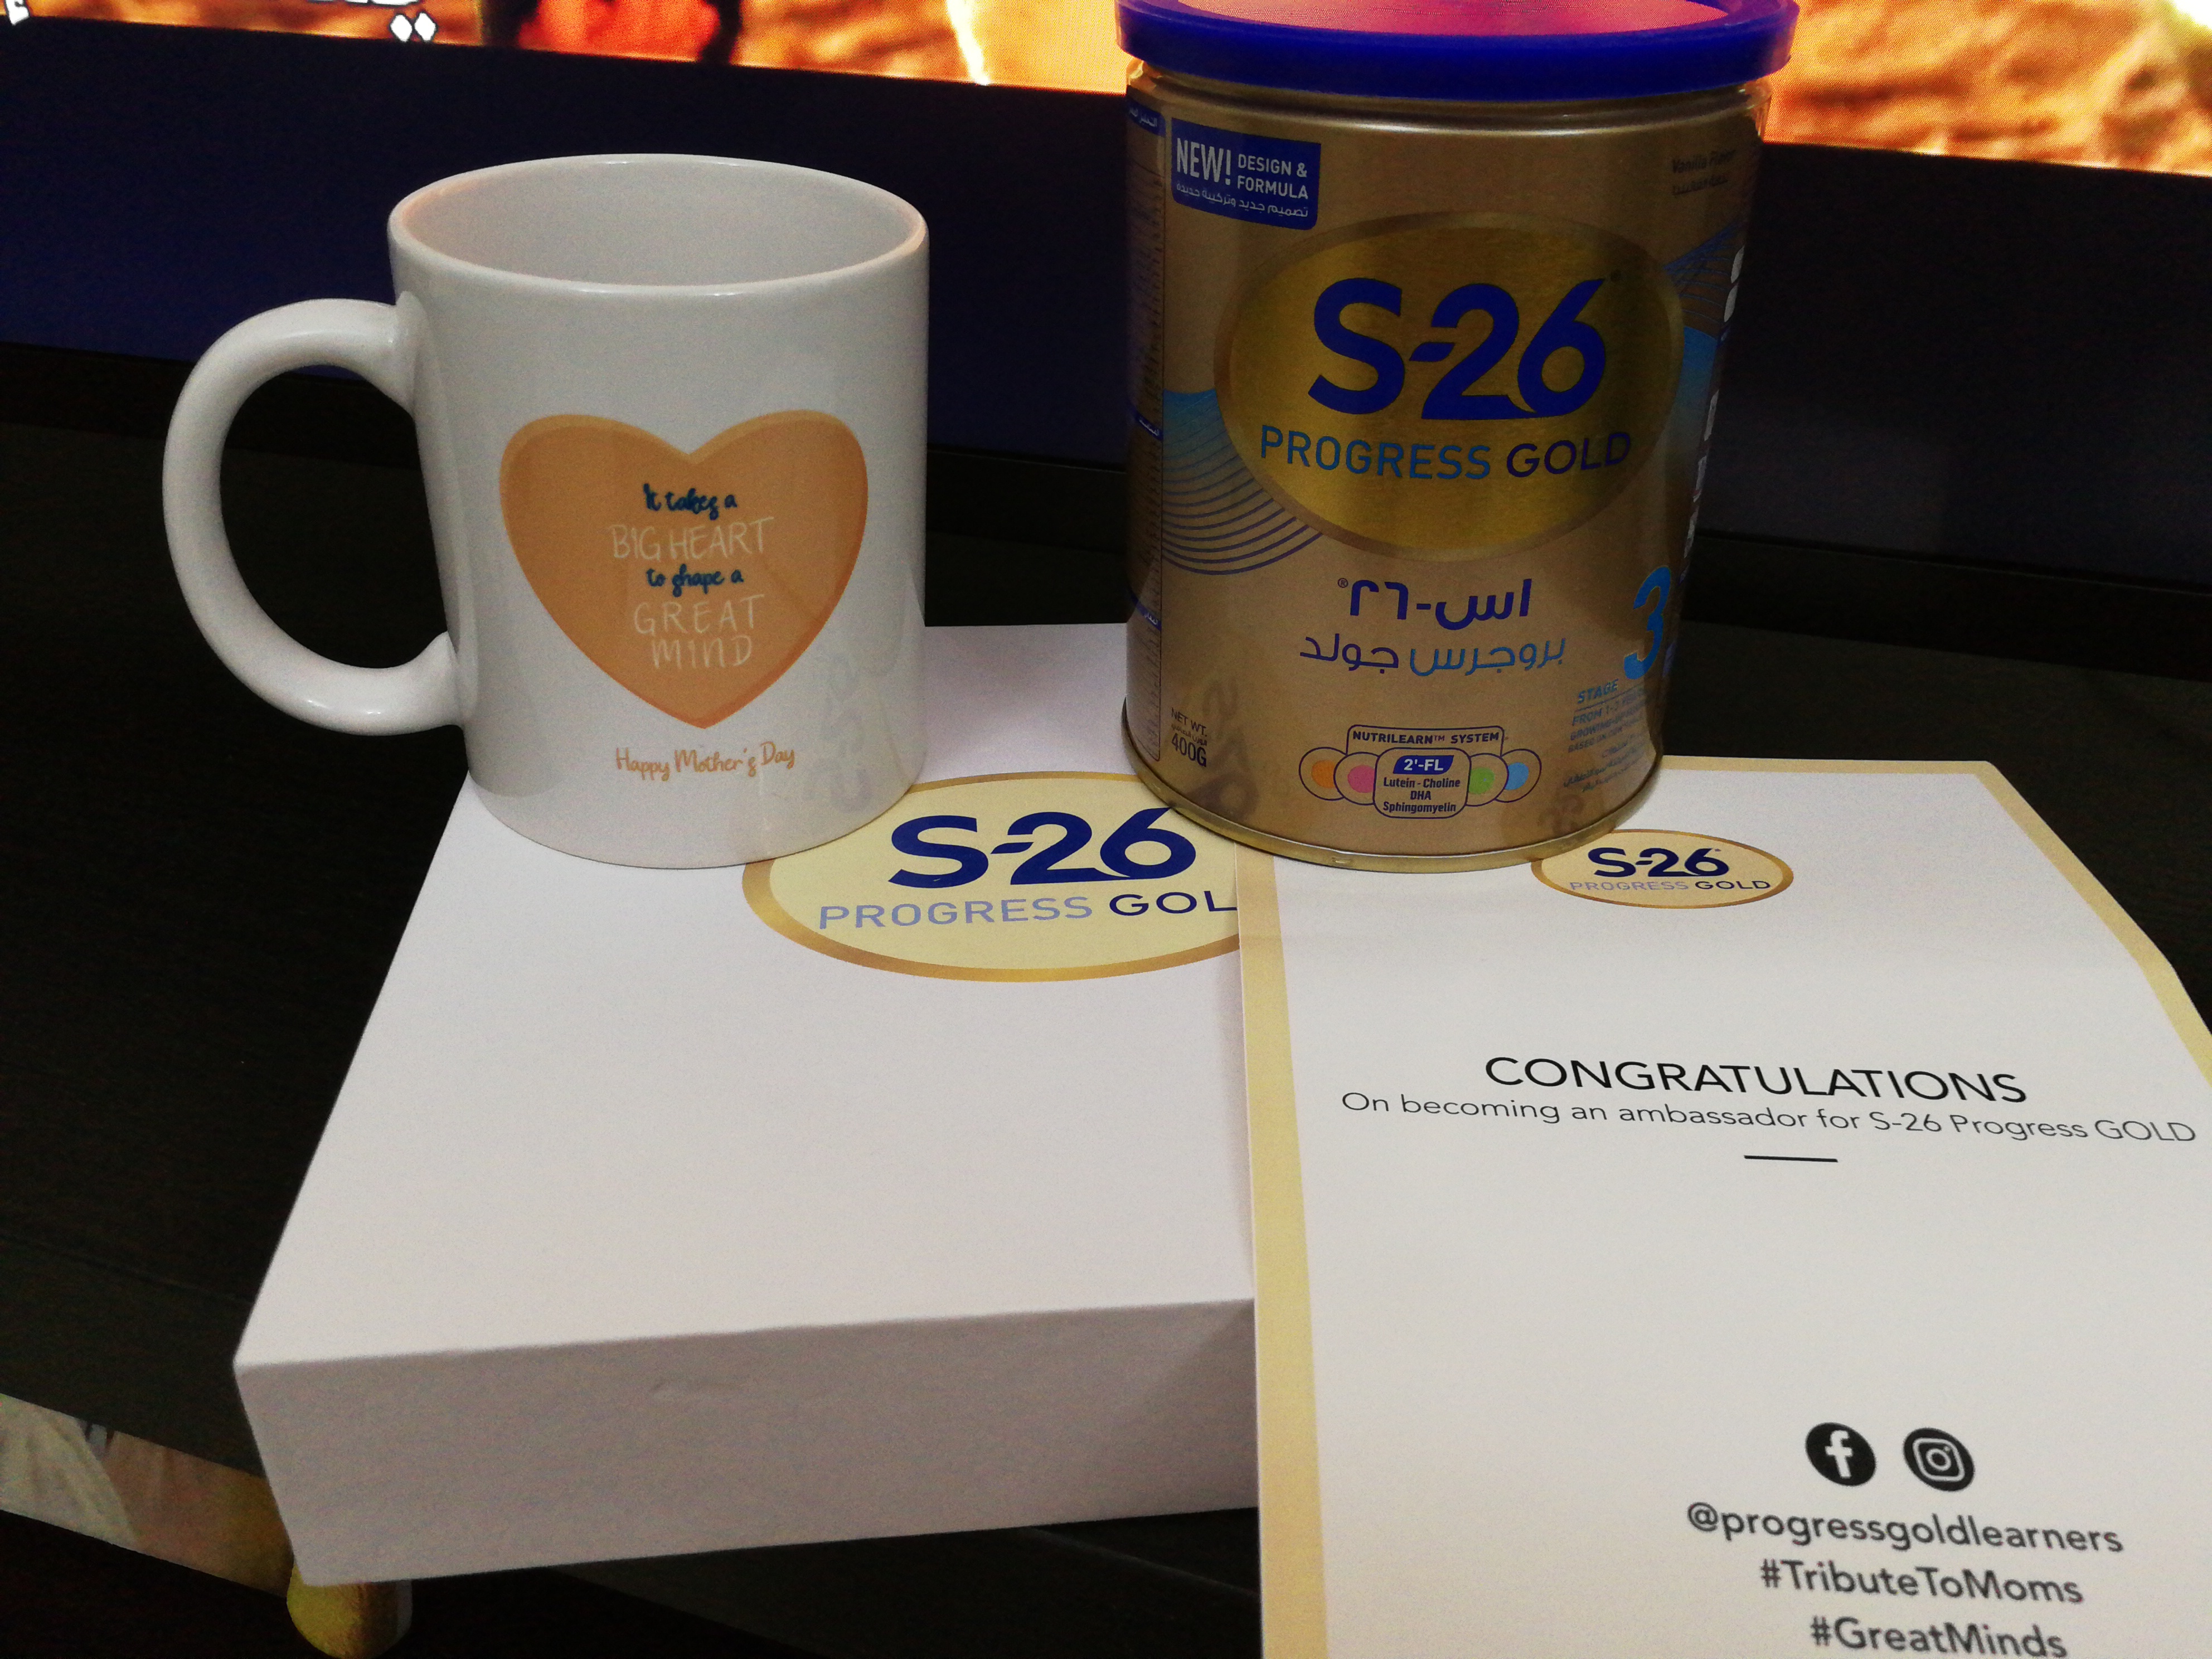 It takes a
BIG HEART
to shape a
GREAT
MIND
Happy Mother's Day
NEW! DESIGN &
FORMULA
تصميم جديد وتركيبة جديدة
Vanilla Flavor
S-26
PROGRESS GOLD
اس-٢٦®
بروجرس جولد
3
STAGE
NET WT.
400G
NUTRILEARN™ SYSTEM
2'-FL
Lutein - Choline
DHA
Sphingomyelin
S-26
PROGRESS GOL
S-26
PROGRESS GOLD
CONGRATULATIONS
On becoming an ambassador for S-26 Progress GOLD
@progressgoldlearners
#TributeToMoms
#GreatMinds